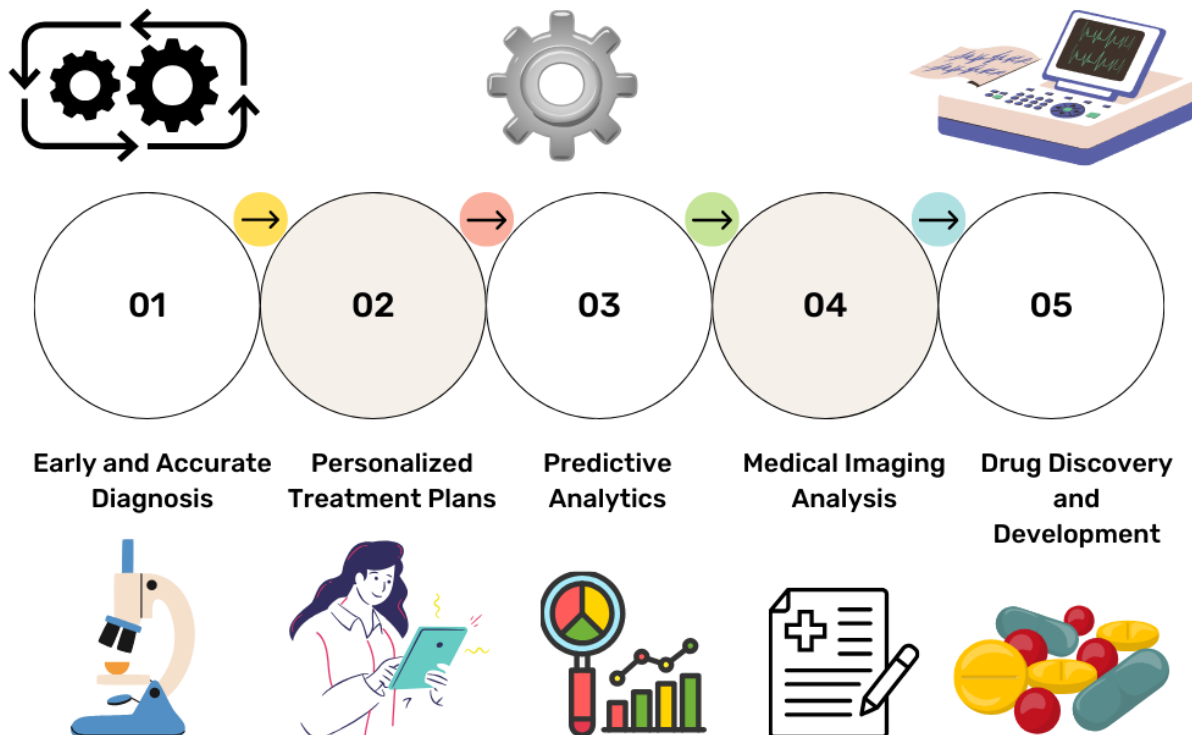 01
02
03
04
05
Early and Accurate
Diagnosis
Personalized
Treatment Plans
Predictive
Analytics
Medical Imaging
Analysis
Drug Discovery
and
Development